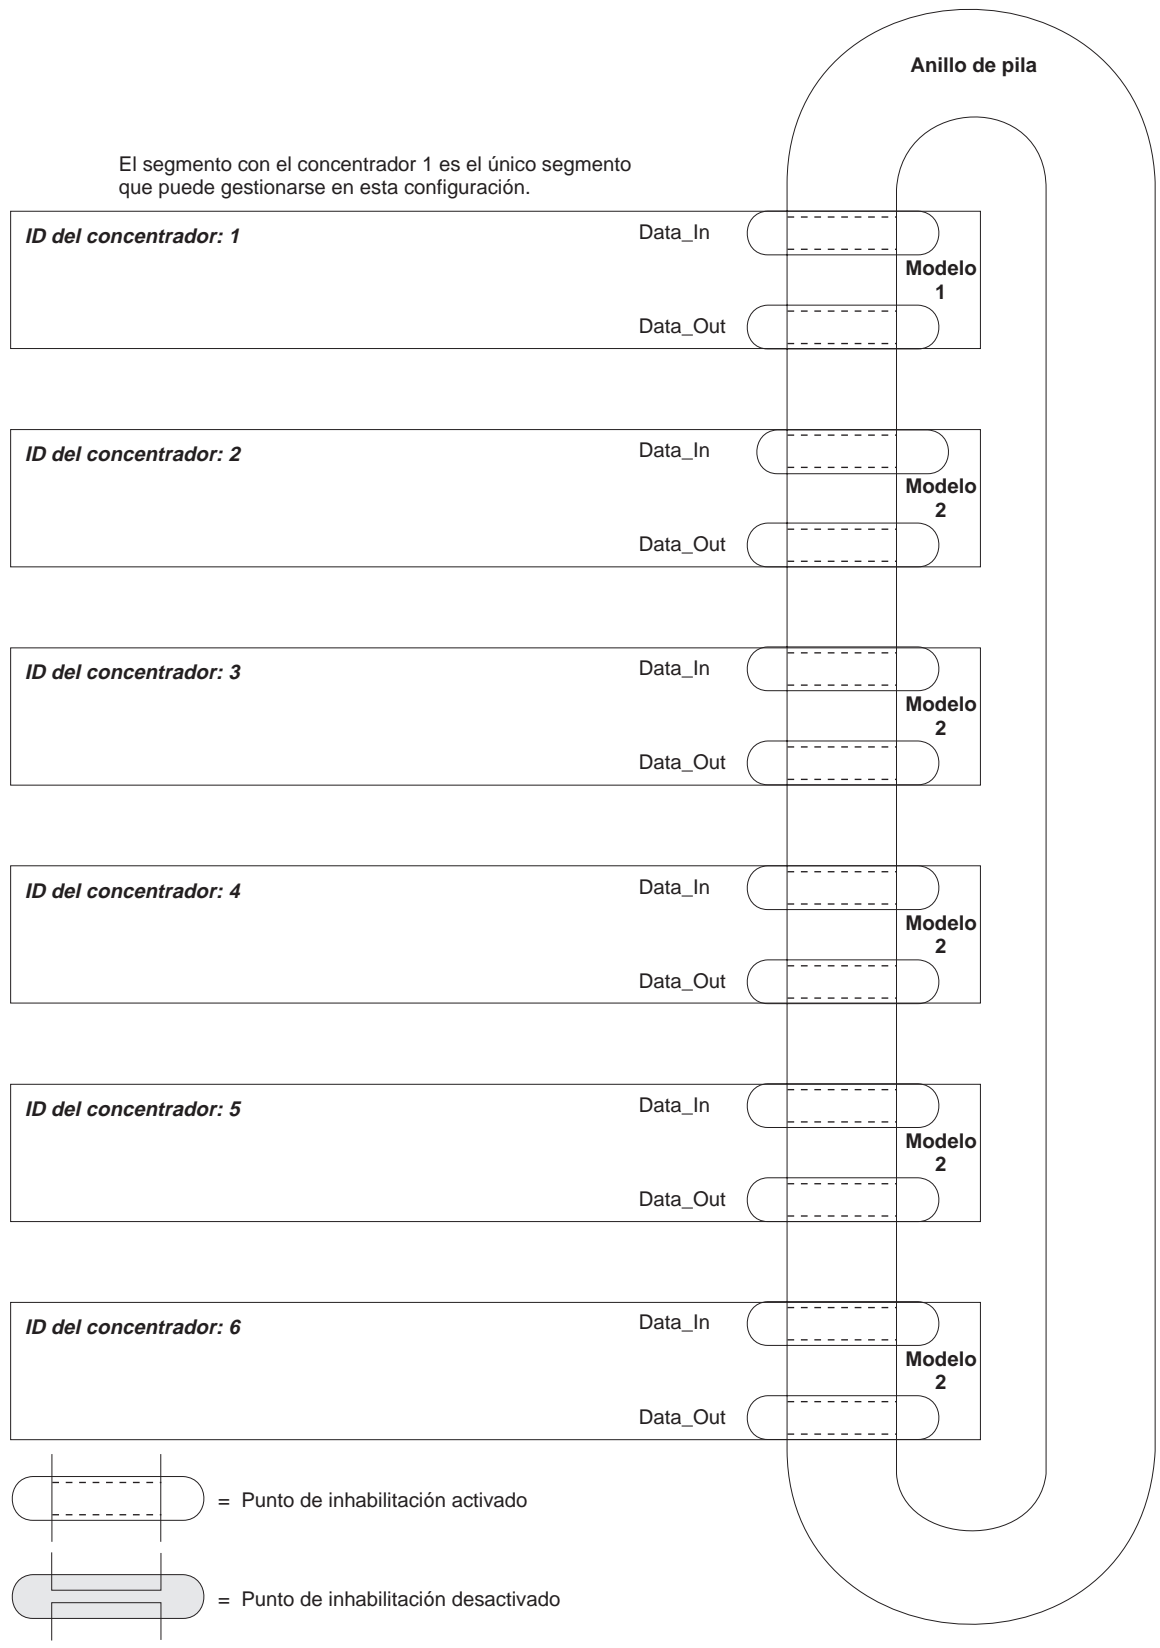 Anillo de pila
El segmento con el concentrador 1 es el único segmento
que puede gestionarse en esta configuración.
ID del concentrador: 1
Data_In
Modelo
1
Data_Out
ID del concentrador: 2
Data_In
Modelo
2
Data_Out
ID del concentrador: 3
Data_In
Modelo
2
Data_Out
ID del concentrador: 4
Data_In
Modelo
2
Data_Out
ID del concentrador: 5
Data_In
Modelo
2
Data_Out
ID del concentrador: 6
Data_In
Modelo
2
Data_Out
= Punto de inhabilitación activado
= Punto de inhabilitación desactivado